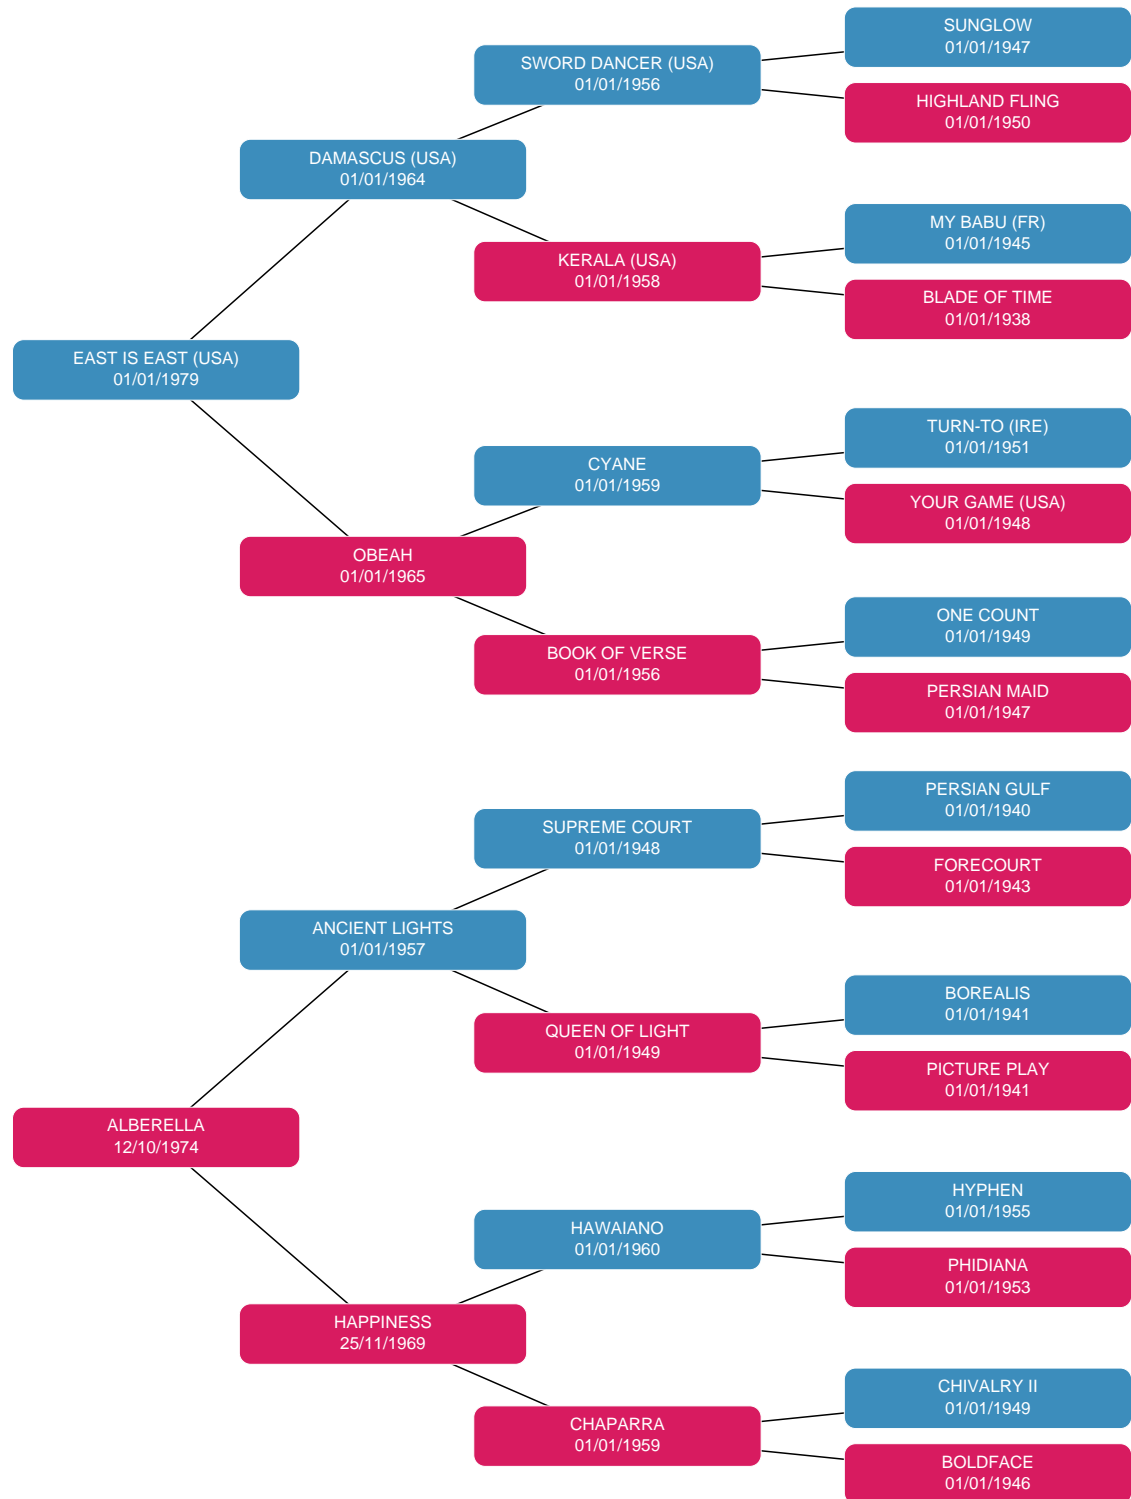 SUNGLOW
01/01/1947
SWORD DANCER (USA)
01/01/1956
HIGHLAND FLING
01/01/1950
DAMASCUS (USA)
01/01/1964
MY BABU (FR)
01/01/1945
KERALA (USA)
01/01/1958
BLADE OF TIME
01/01/1938
EAST IS EAST (USA)
01/01/1979
TURN-TO (IRE)
01/01/1951
CYANE
01/01/1959
YOUR GAME (USA)
01/01/1948
OBEAH
01/01/1965
ONE COUNT
01/01/1949
BOOK OF VERSE
01/01/1956
PERSIAN MAID
01/01/1947
PERSIAN GULF
01/01/1940
SUPREME COURT
01/01/1948
FORECOURT
01/01/1943
ANCIENT LIGHTS
01/01/1957
BOREALIS
01/01/1941
QUEEN OF LIGHT
01/01/1949
PICTURE PLAY
01/01/1941
ALBERELLA
12/10/1974
HYPHEN
01/01/1955
HAWAIANO
01/01/1960
PHIDIANA
01/01/1953
HAPPINESS
25/11/1969
CHIVALRY II
01/01/1949
CHAPARRA
01/01/1959
BOLDFACE
01/01/1946